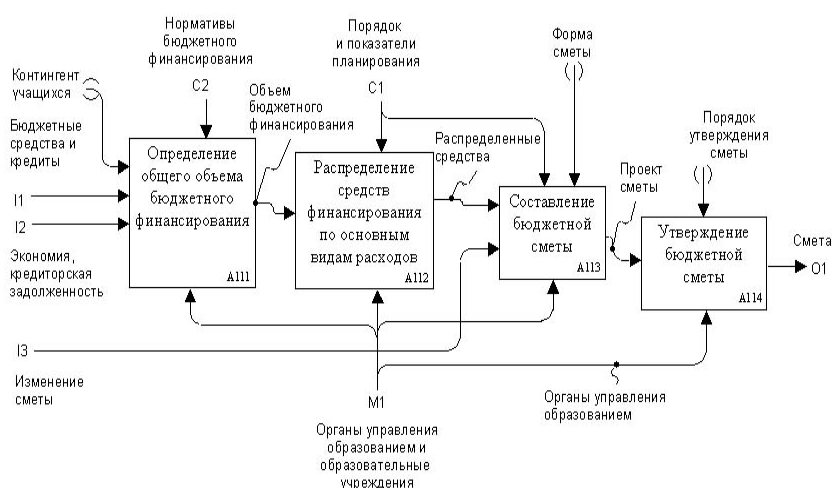 Нормативы
бюджетного
финансирования
C2
Порядок
и показатели
планирования
C1
Форма
сметы
Контингент
учащихся
Объем
бюджетного
финансирования
Порядок
утверждения
сметы
Бюджетные
средства и
кредиты
Распределенные
средства
Проект
сметы
I1
I2
Определение
общего объема
бюджетного
финансирования
A111
Распределение
средств
финансирования
по основным
видам расходов
A112
Составление
бюджетной
сметы
A113
Утверждение
бюджетной
сметы
A114
Смета
O1
Экономия,
кредиторская
задолженность
I3
Изменение
сметы
M1
Органы управления
образованием и
образовательные
учреждения
Органы управления
образованием